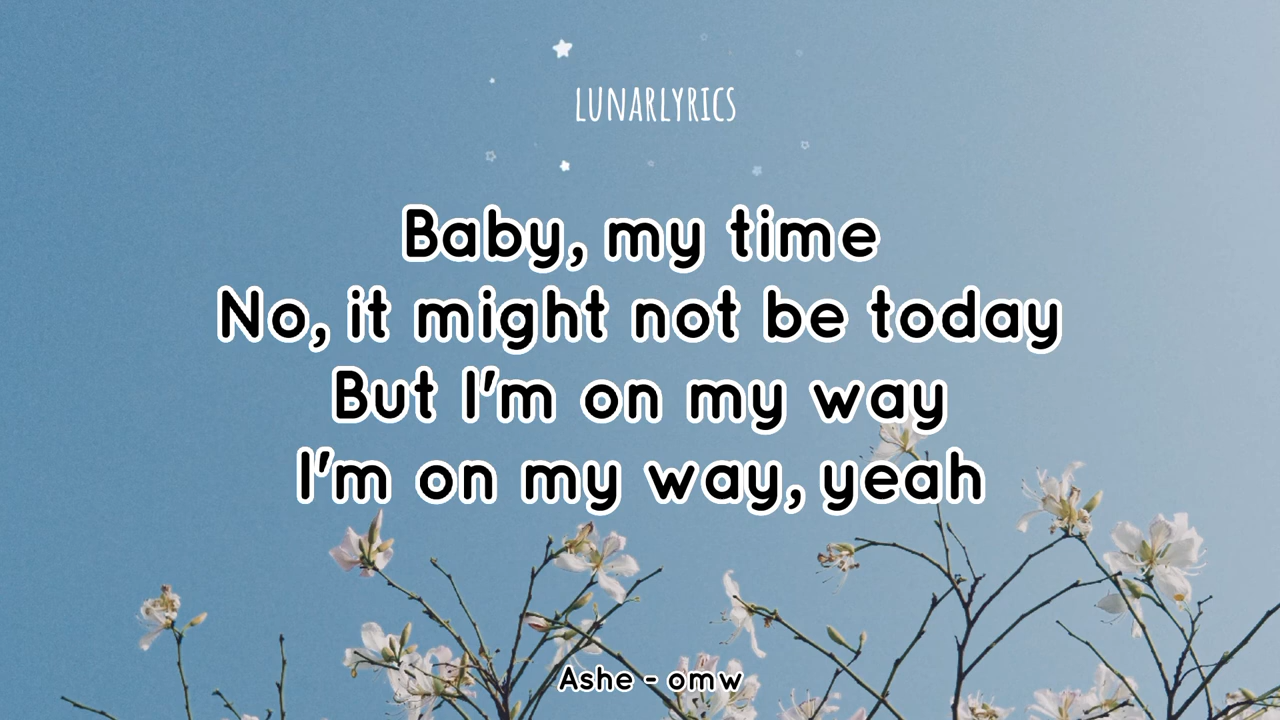 LUNARLYRICS
Baby, my time
No, it might not be today
But I'm on my way
I'm on my way, yeah
Ashe - omw